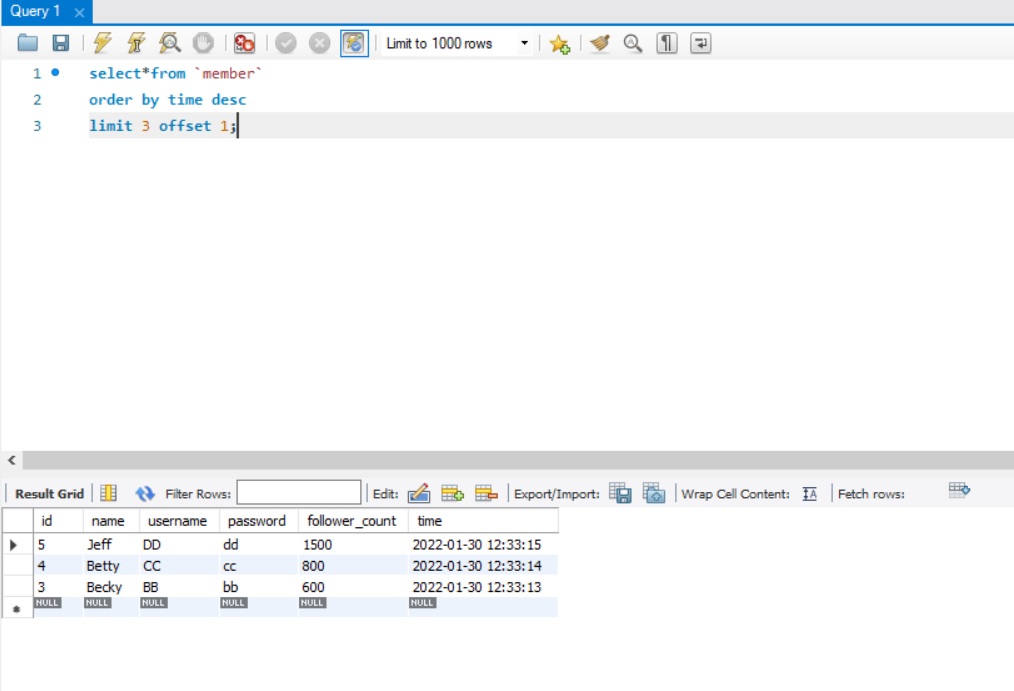 Query 1
Limit to 1000 rows
1 select*from `member`
2 order by time desc
3 limit 3 offset 1;
Result Grid Filter Rows: Edit: Export/Import: Wrap Cell Content: Fetch rows:
id name username password follower_count time
5 Jeff DD dd 1500 2022-01-30 12:33:15
4 Betty CC cc 800 2022-01-30 12:33:14
3 Becky BB bb 600 2022-01-30 12:33:13
NULL NULL NULL NULL NULL NULL